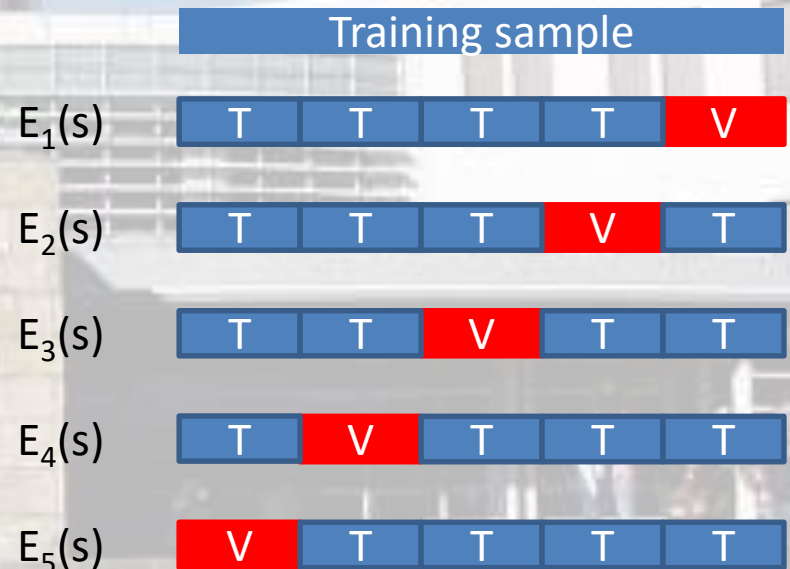 Training sample
E₁(s) T T T T V
E₂(s) T T T V T
E₃(s) T T V T T
E₄(s) T V T T T
E₅(s) V T T T T